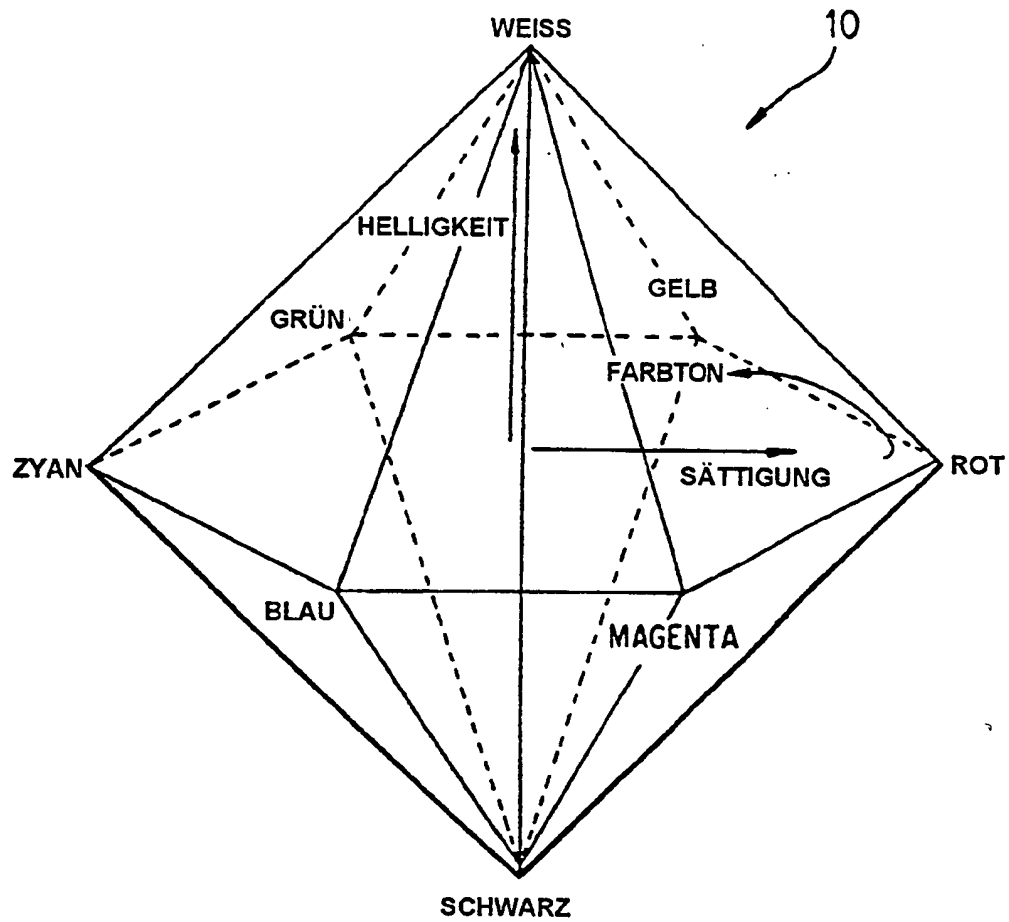 WEISS
10
HELLIGKEIT
GELB
GRÜN
FARBTON
ZYAN
SÄTTIGUNG
ROT
BLAU
MAGENTA
SCHWARZ